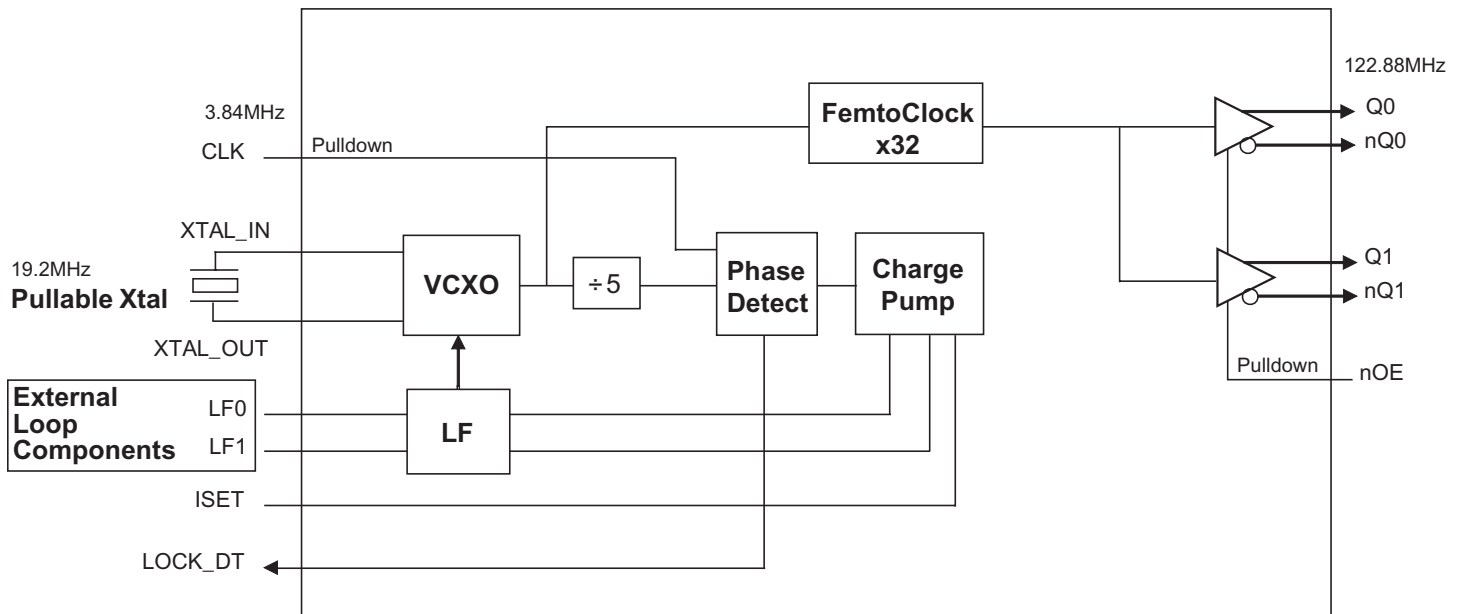 122.88MHz
3.84MHz
CLK
Pulldown
FemtoClock
x32
Q0
nQ0
XTAL_IN
19.2MHz
Pullable Xtal
XTAL_OUT
VCXO
÷5
Phase
Detect
Charge
Pump
Q1
nQ1
Pulldown
nOE
External
Loop
Components
LF0
LF1
LF
ISET
LOCK_DT